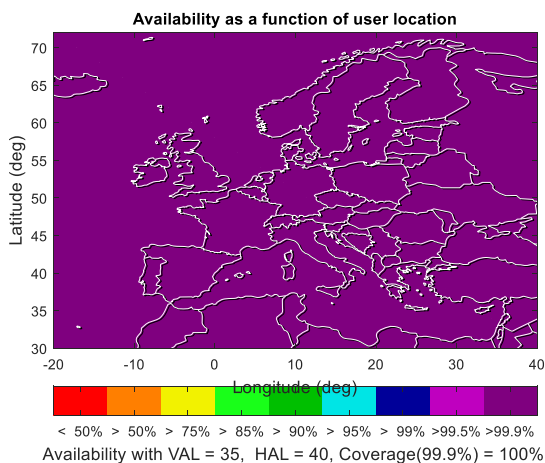 Availability as a function of user location
Latitude (deg)
70
65
60
55
50
45
40
35
30
-20 -10 0 10 20 30 40
Longitude (deg)
< 50% > 50% > 75% > 85% > 90% > 95% > 99% >99.5% >99.9%
Availability with VAL = 35, HAL = 40, Coverage(99.9%) = 100%